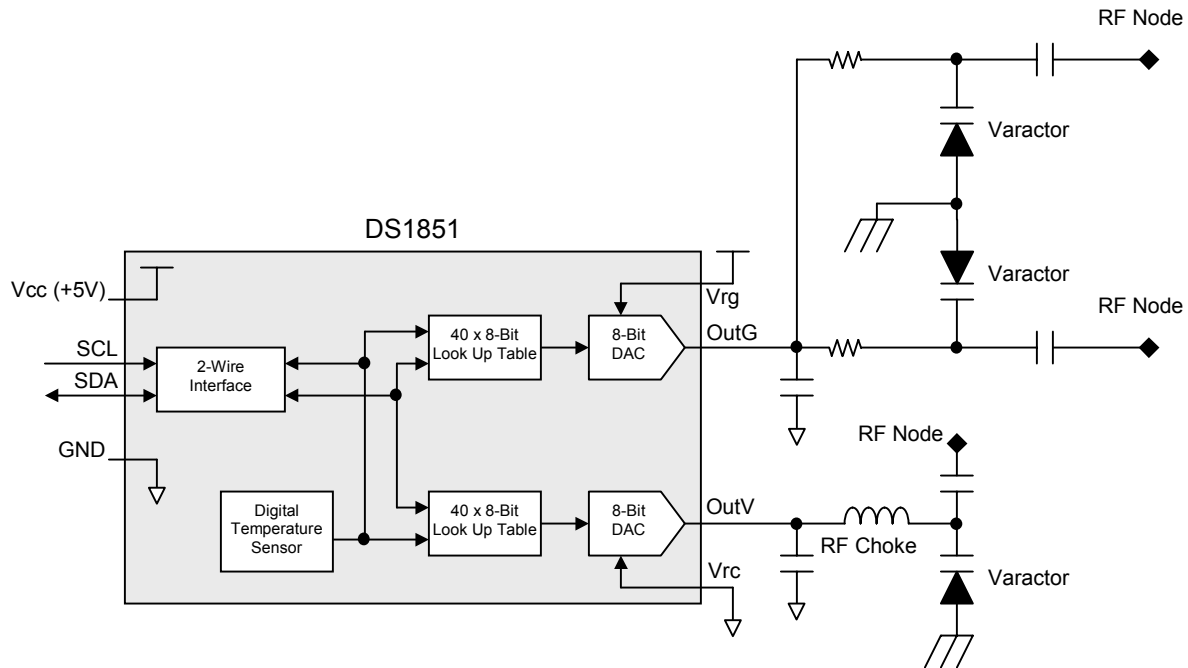 RF Node
Varactor
DS1851
Vcc (+5V)
Vrg
Varactor
RF Node
OutG
SCL
SDA
2-Wire
Interface
40 x 8-Bit
Look Up Table
8-Bit
DAC
GND
RF Node
Digital
Temperature
Sensor
40 x 8-Bit
Look Up Table
8-Bit
DAC
OutV
RF Choke
Vrc
Varactor